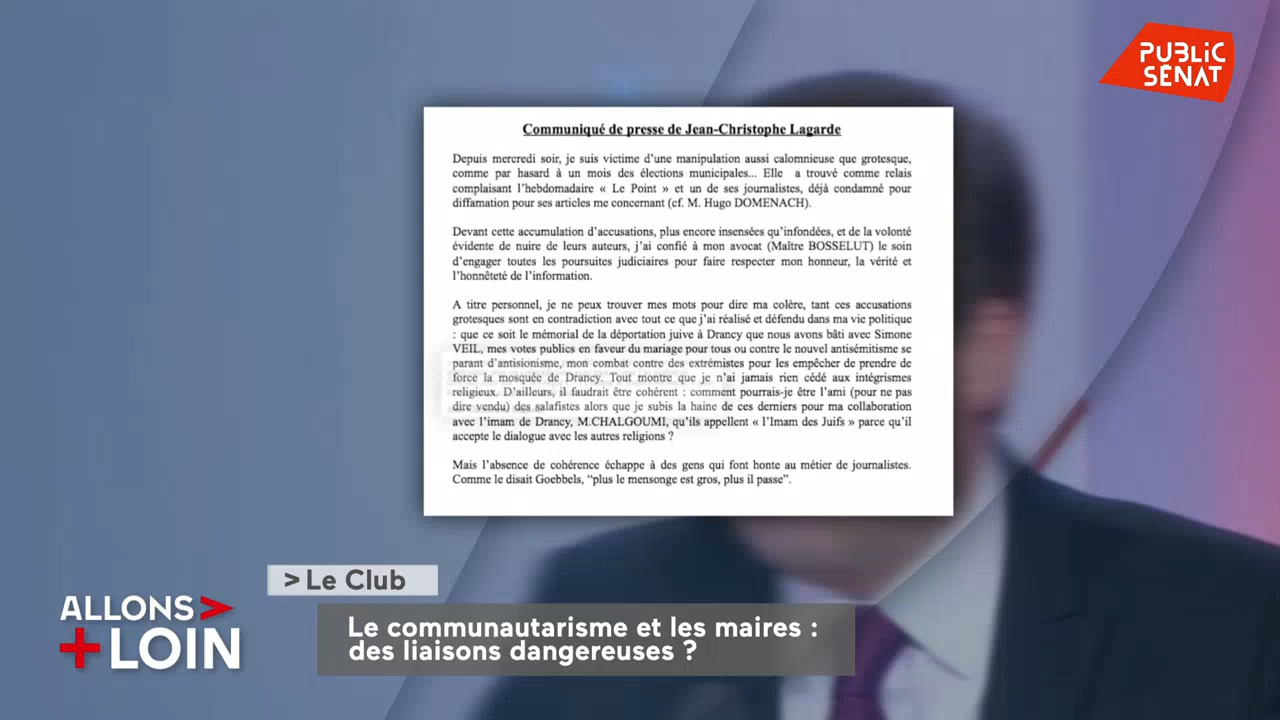 PUBLIC
SÉNAT
Communiqué de presse de Jean-Christophe Lagarde
Depuis mercredi soir, je suis victime d'une manipulation aussi calomnieuse que grotesque,
comme par hasard à un mois des élections municipales... Elle a trouvé comme relais
complaisant l'hebdomadaire « Le Point » et un de ses journalistes, déjà condamné pour
diffamation pour ses articles me concernant (cf. M. Hugo DOMENACH).
Devant cette accumulation d'accusations, plus encore insensées qu'infondées, et de la volonté
évidente de nuire de leurs auteurs, j'ai confié à mon avocat (Maître BOSSELUT) le soin
d'engager toutes les poursuites judiciaires pour faire respecter mon honneur, la vérité et
l'honnêteté de l'information.
A titre personnel, je ne peux trouver mes mots pour dire ma colère, tant ces accusations
grotesques sont en contradiction avec tout ce que j'ai réalisé et défendu dans ma vie politique
: que ce soit le mémorial de la déportation juive à Drancy que nous avons bâti avec Simone
VEIL, mes votes publics en faveur du mariage pour tous ou contre le nouvel antisémitisme se
parant d'antisionisme, mon combat contre des extrémistes pour les empêcher de prendre de
force la mosquée de Drancy. Tout montre que je n'ai jamais rien cédé aux intégrismes
religieux. D'ailleurs, il faudrait être cohérent : comment pourrais-je être l'ami (pour ne pas
dire vendu) des salafistes alors que je subis la haine de ces derniers pour ma collaboration
avec l'imam de Drancy, M.CHALGOUMI, qu'ils appellent « l'Imam des Juifs » parce qu'il
accepte le dialogue avec les autres religions ?
Mais l'absence de cohérence échappe à des gens qui font honte au métier de journalistes.
Comme le disait Goebbels, “plus le mensonge est gros, plus il passe”.
> Le Club
ALLONS>
+LOIN
Le communautarisme et les maires :
des liaisons dangereuses ?